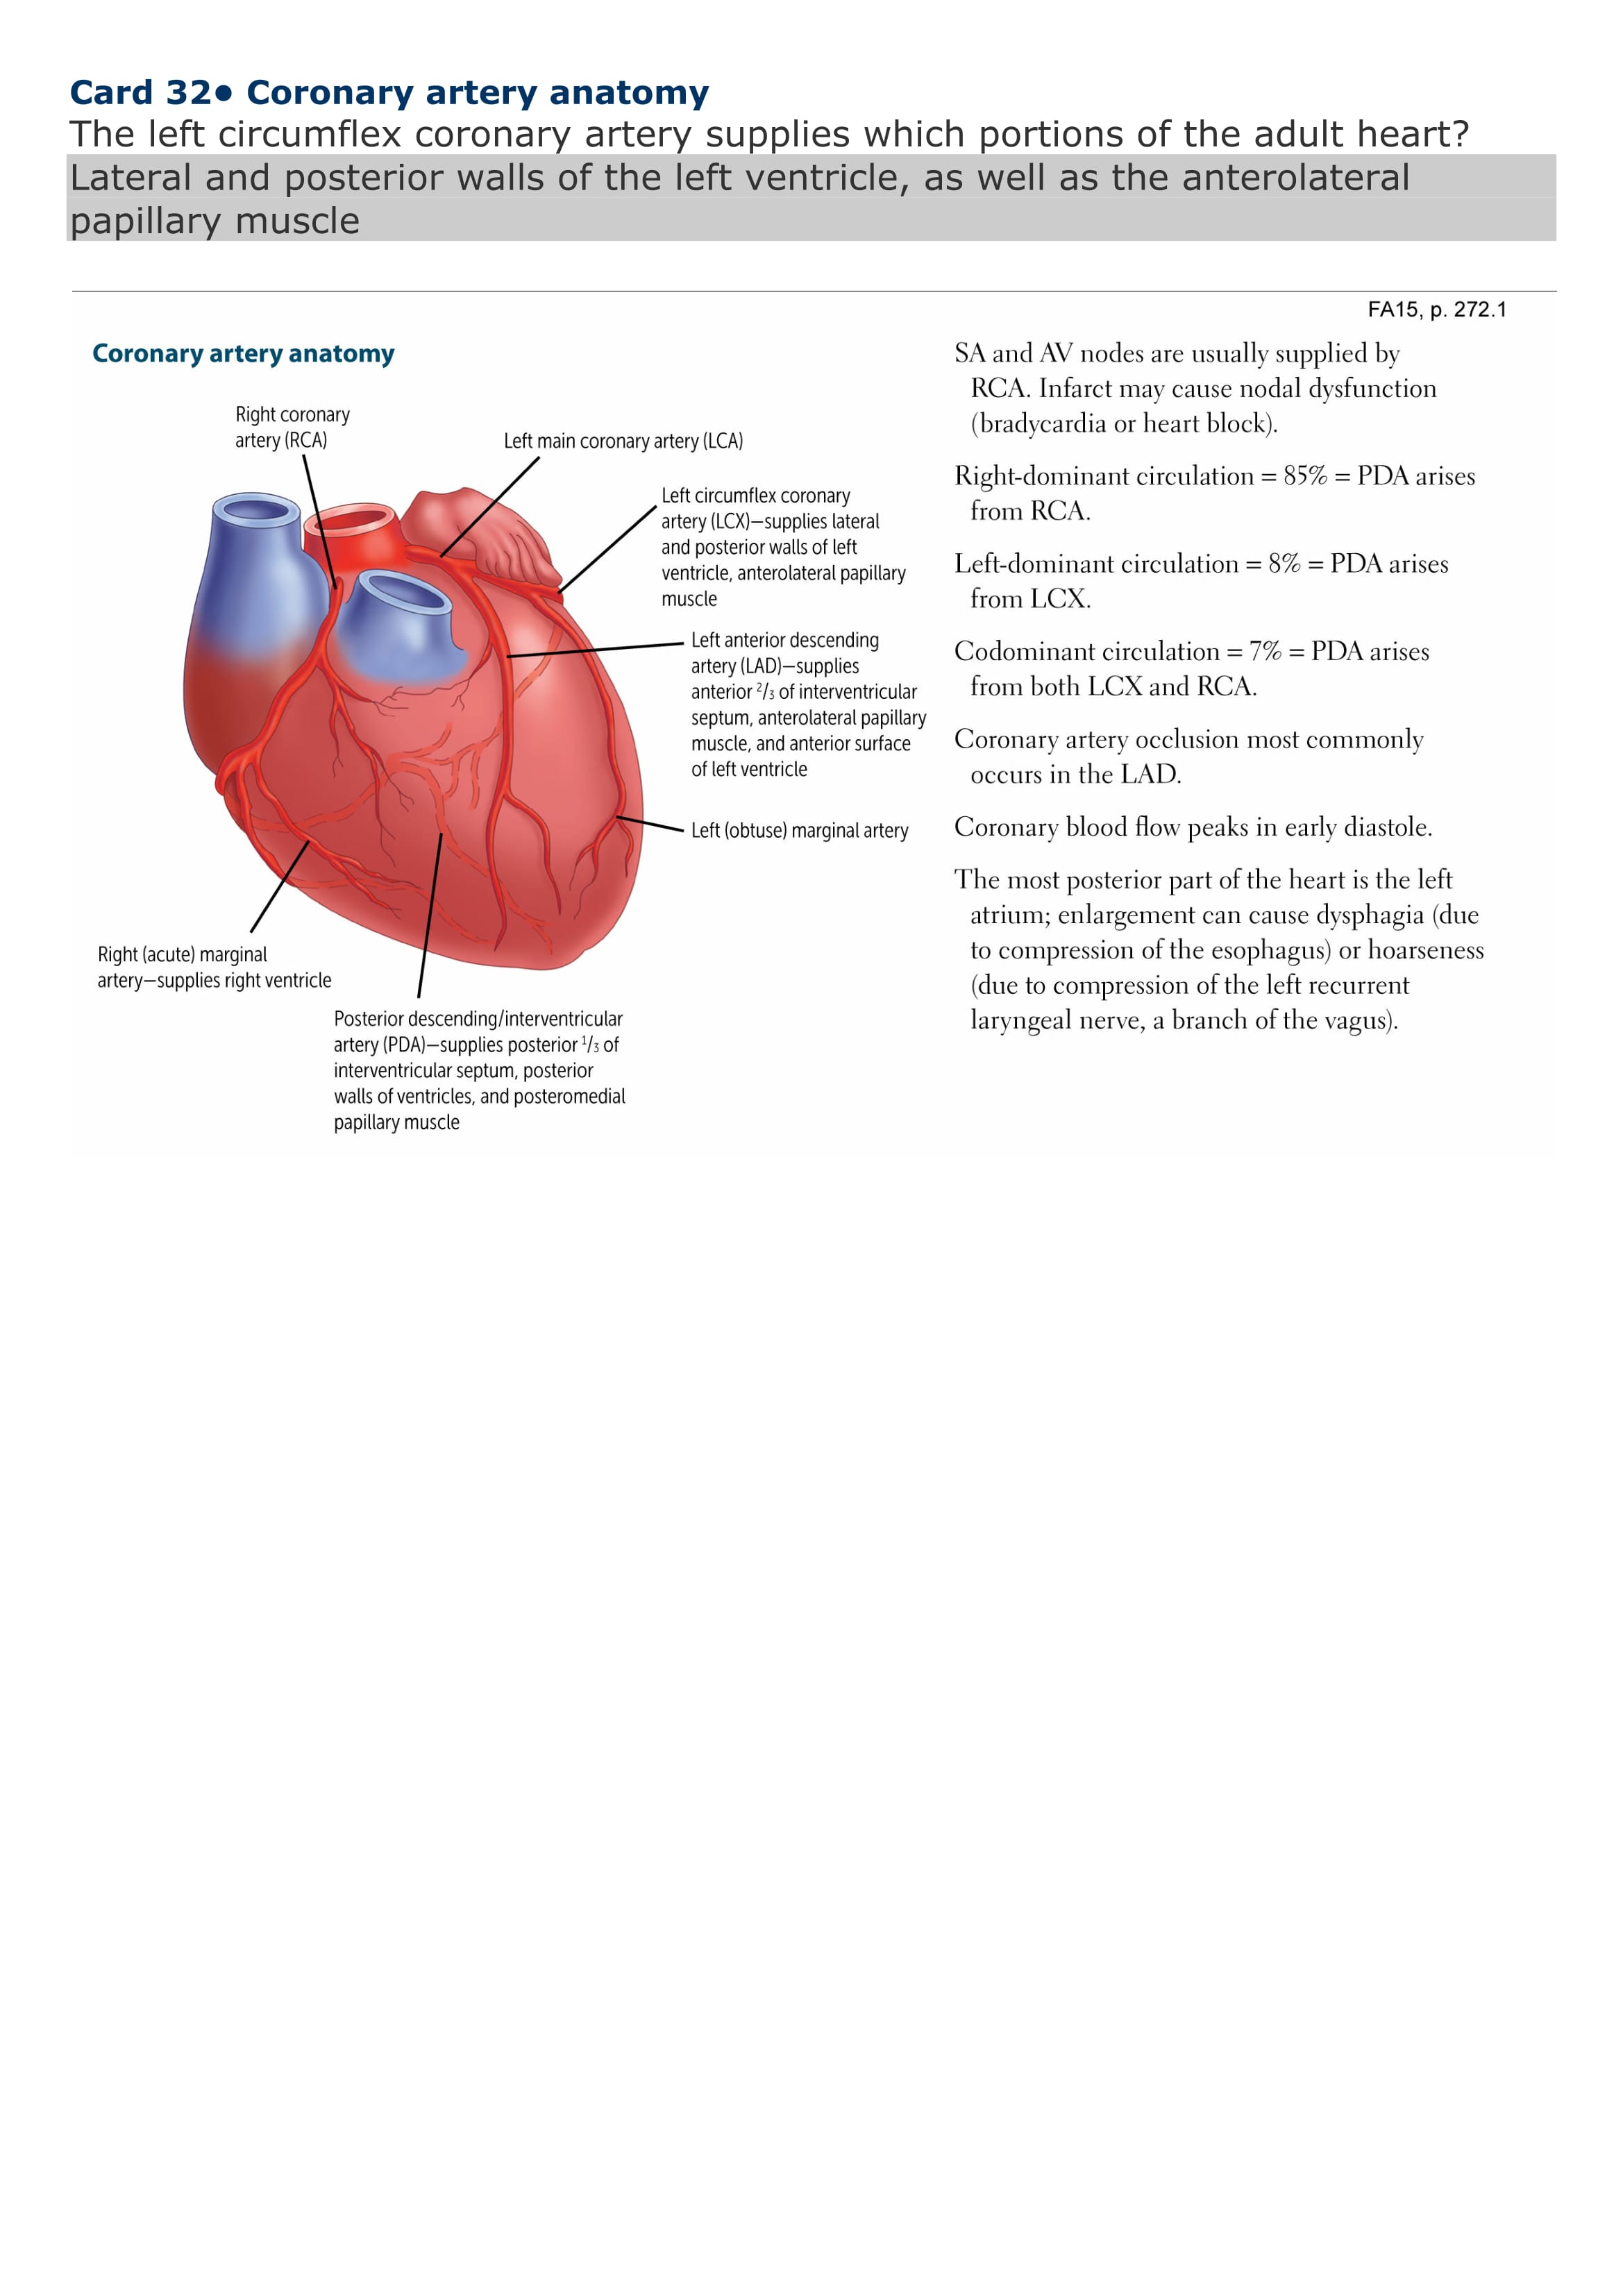 Card 32• Coronary artery anatomy
The left circumflex coronary artery supplies which portions of the adult heart?
Lateral and posterior walls of the left ventricle, as well as the anterolateral
papillary muscle
FA15, p. 272.1
Coronary artery anatomy
Right coronary
artery (RCA)
Left main coronary artery (LCA)
Left circumflex coronary
artery (LCX)—supplies lateral
and posterior walls of left
ventricle, anterolateral papillary
muscle
Left anterior descending
artery (LAD)—supplies
anterior 2/3 of interventricular
septum, anterolateral papillary
muscle, and anterior surface
of left ventricle
Left (obtuse) marginal artery
Right (acute) marginal
artery—supplies right ventricle
Posterior descending/interventricular
artery (PDA)—supplies posterior 1/3 of
interventricular septum, posterior
walls of ventricles, and posteromedial
papillary muscle
SA and AV nodes are usually supplied by
RCA. Infarct may cause nodal dysfunction
(bradycardia or heart block).
Right-dominant circulation = 85% = PDA arises
from RCA.
Left-dominant circulation = 8% = PDA arises
from LCX.
Codominant circulation = 7% = PDA arises
from both LCX and RCA.
Coronary artery occlusion most commonly
occurs in the LAD.
Coronary blood flow peaks in early diastole.
The most posterior part of the heart is the left
atrium; enlargement can cause dysphagia (due
to compression of the esophagus) or hoarseness
(due to compression of the left recurrent
laryngeal nerve, a branch of the vagus).